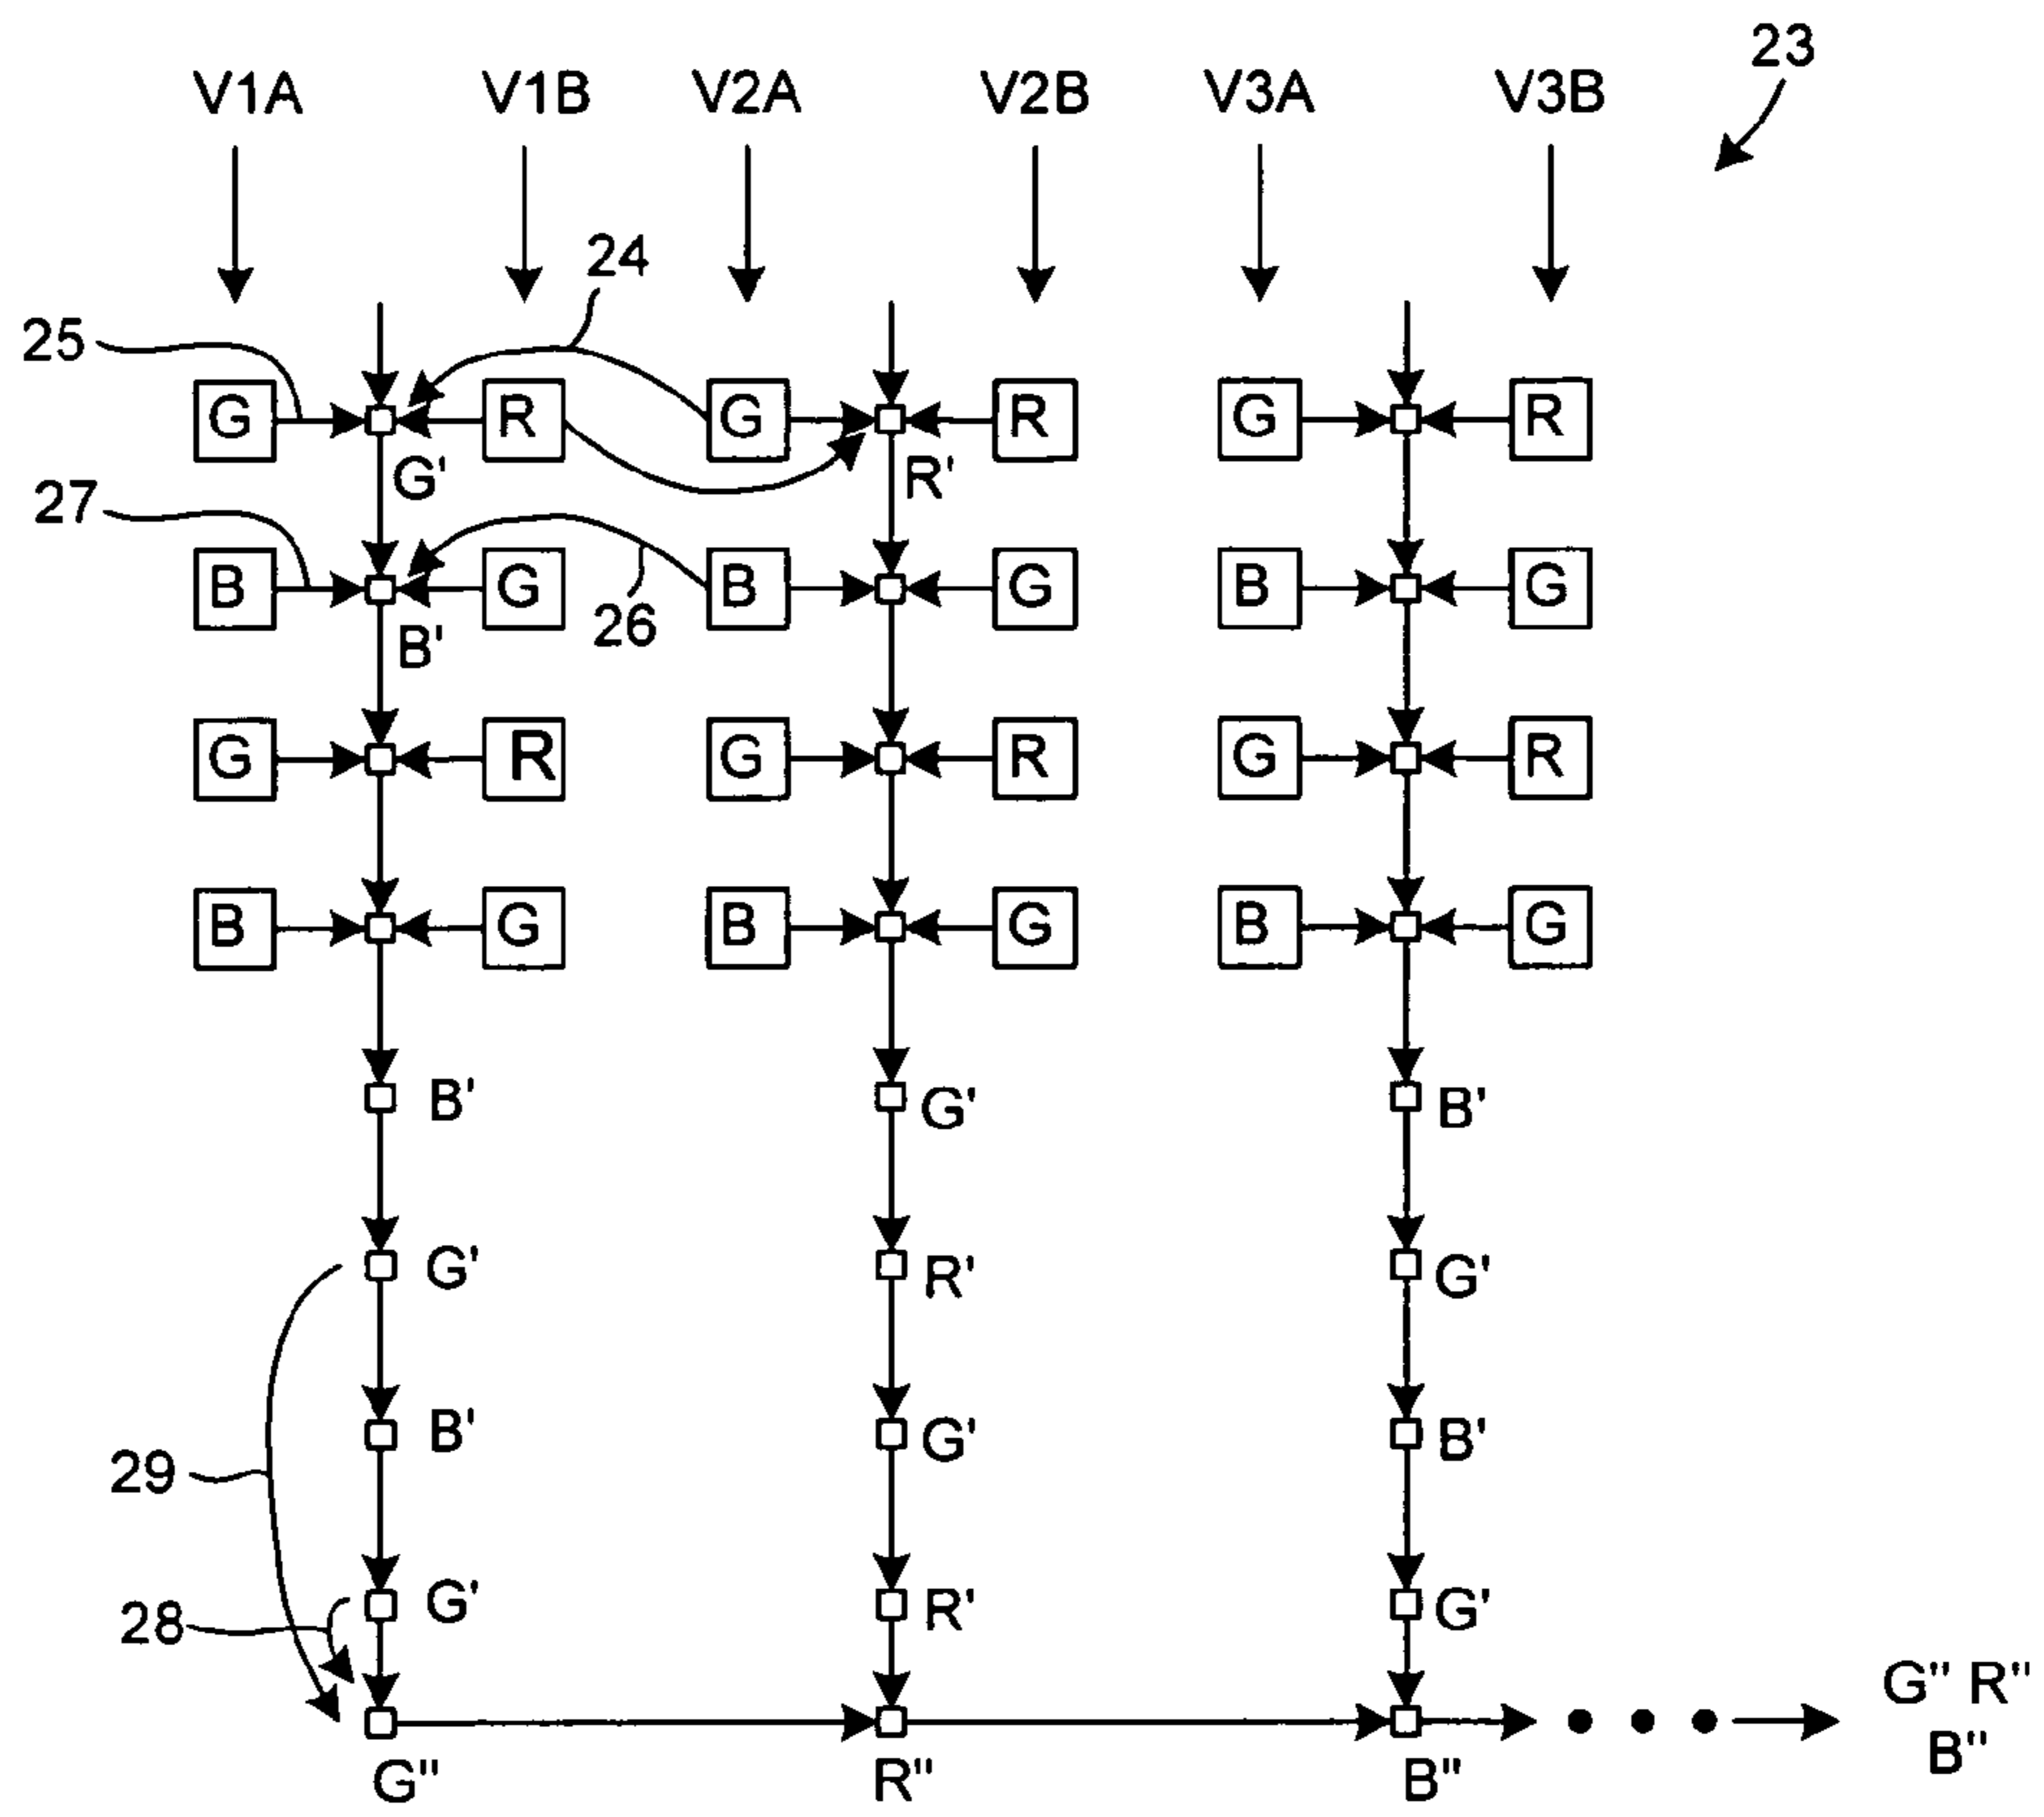 23
V1A V1B V2A V2B V3A V3B
24
25
G R G R G R
G' R'
27
B G B G B G
26
B'
G R G R G R
B G B G B G
B' G' B'
G' R' G'
B' G' B'
29
G' R' G'
28
G" R"
B"
G" R" B"